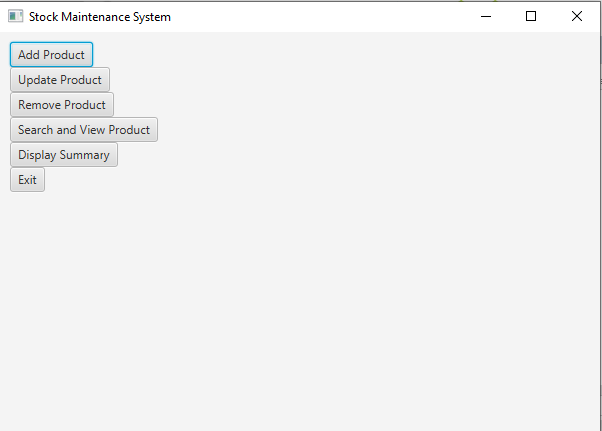 Stock Maintenance System
Add Product
Update Product
Remove Product
Search and View Product
Display Summary
Exit